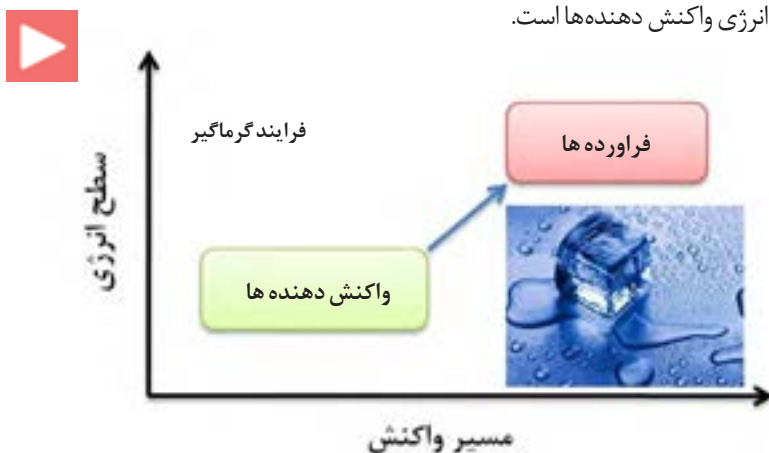 انرژی واکنش دهنده‌ها است.
فرایند گرماگیر
فراورده ها
سطح انرژی
واکنش دهنده ها
مسیر واکنش